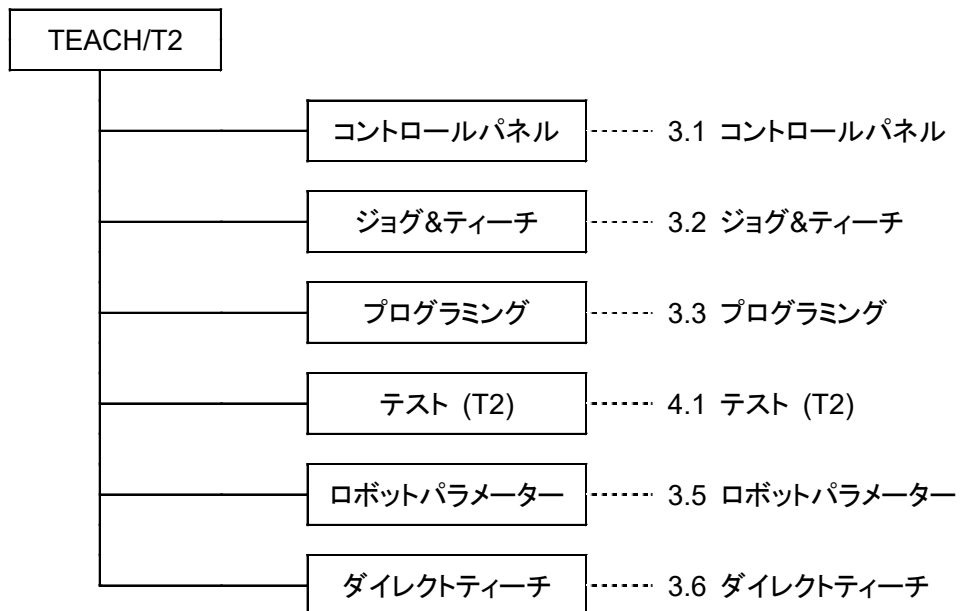 TEACH/T2
コントロールパネル 3.1 コントロールパネル
ジョグ&ティーチ 3.2 ジョグ&ティーチ
プログラミング 3.3 プログラミング
テスト (T2) 4.1 テスト (T2)
ロボットパラメーター 3.5 ロボットパラメーター
ダイレクトティーチ 3.6 ダイレクトティーチ